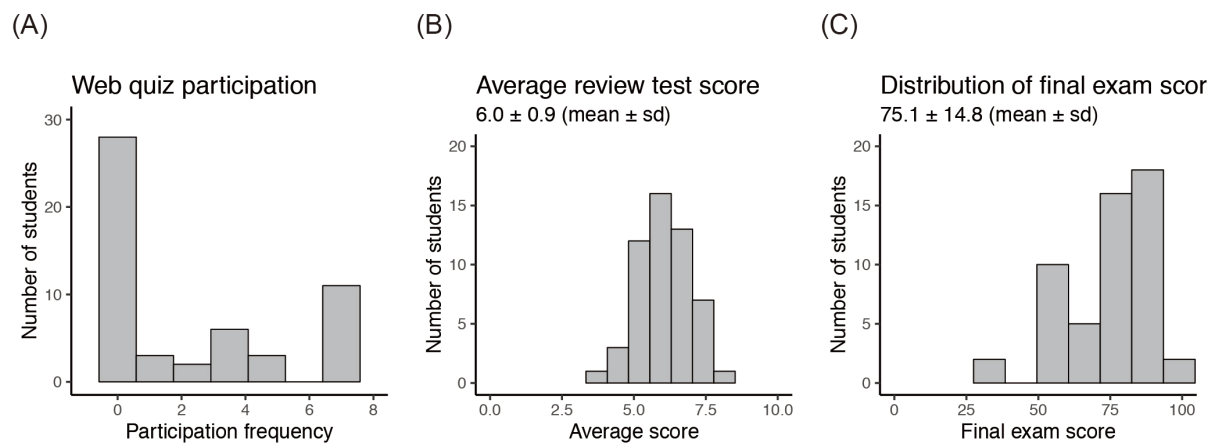 (A)
Web quiz participation
Number of students
30
20
10
0
0 2 4 6 8
Participation frequency
(B)
Average review test score
6.0 ± 0.9 (mean ± sd)
Number of students
20
15
10
5
0
0.0 2.5 5.0 7.5 10.0
Average score
(C)
Distribution of final exam scor
75.1 ± 14.8 (mean ± sd)
Number of students
20
15
10
5
0
0 25 50 75 100
Final exam score